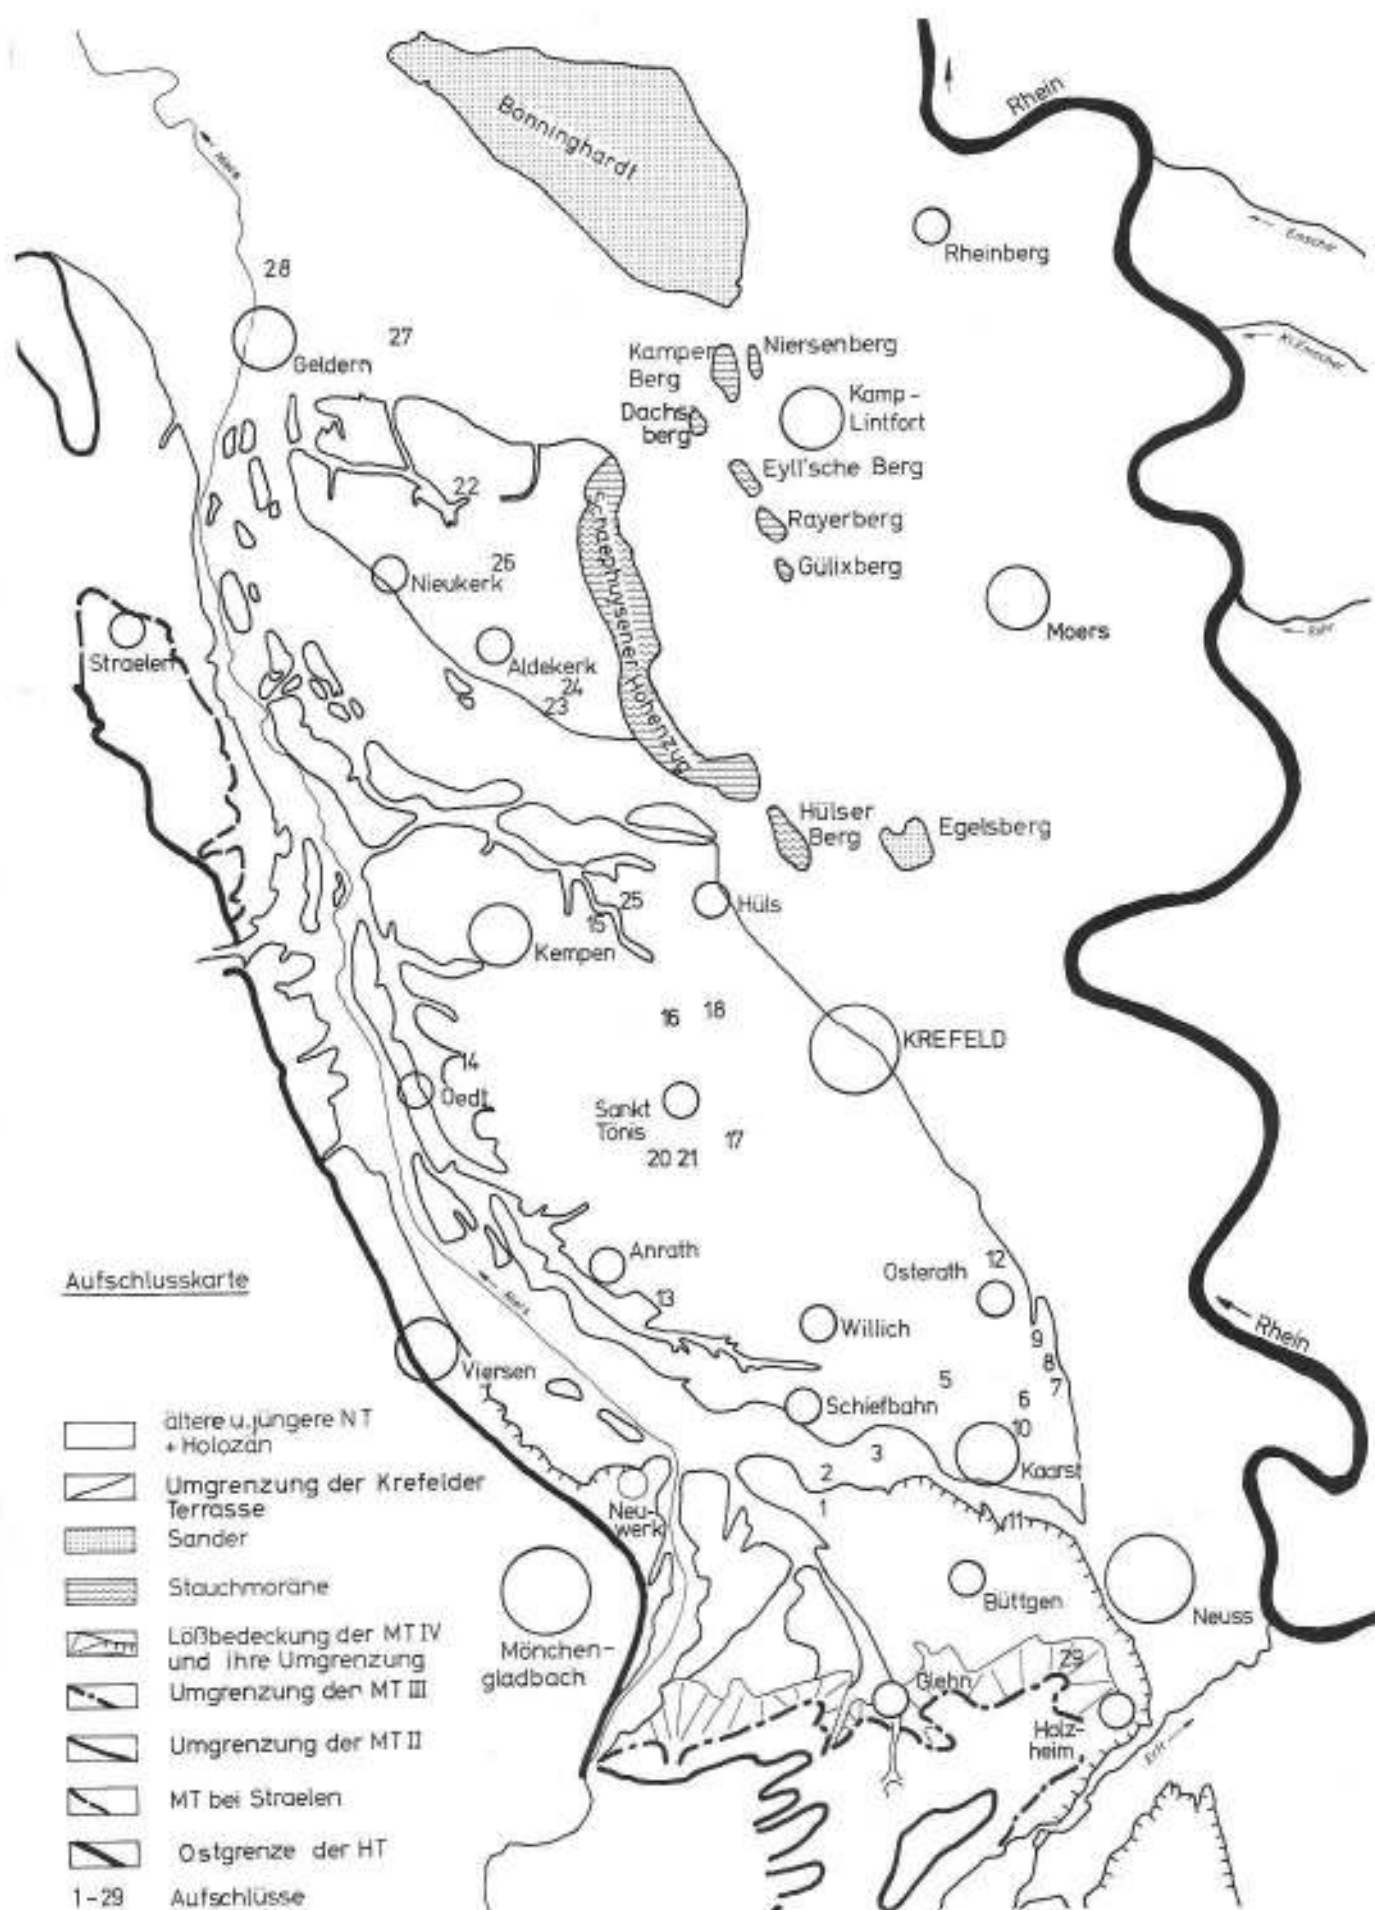 Rhein
Bönninghardt
Niers
Emscher
Rheinberg
28
27
Geldern
Kl. Emscher
Kamper
Berg
Niersenberg
Kamp-
Lintfort
Dachs-
berg
Eyll'sche Berg
22
Rayerberg
26
Nieukerk
Gülixberg
Schaephuysener Höhenzug
Moers
Ruhr
Straelen
Aldekerk
24
23
Hülser
Berg
Egelsberg
25
15
Hüls
Kempen
16
18
KREFELD
14
Oedt
Sankt
Tönis
17
20 21
Anrath
12
Osterath
Aufschlusskarte
Niers
13
Willich
9
8
7
Rhein
Viersen
5
6
10
Schiefbahn
3
2
Kaarst
1
11
Neu-
werk
Büttgen
Neuss
Mönchen-
gladbach
29
Glehn
Holz-
heim
Erft
ältere u. jüngere NT
+ Holozän
Umgrenzung der Krefelder
Terrasse
Sander
Stauchmoräne
Lößbedeckung der MT IV
und ihre Umgrenzung
Umgrenzung der MT III
Umgrenzung der MT II
MT bei Straelen
Ostgrenze der HT
1-29 Aufschlüsse